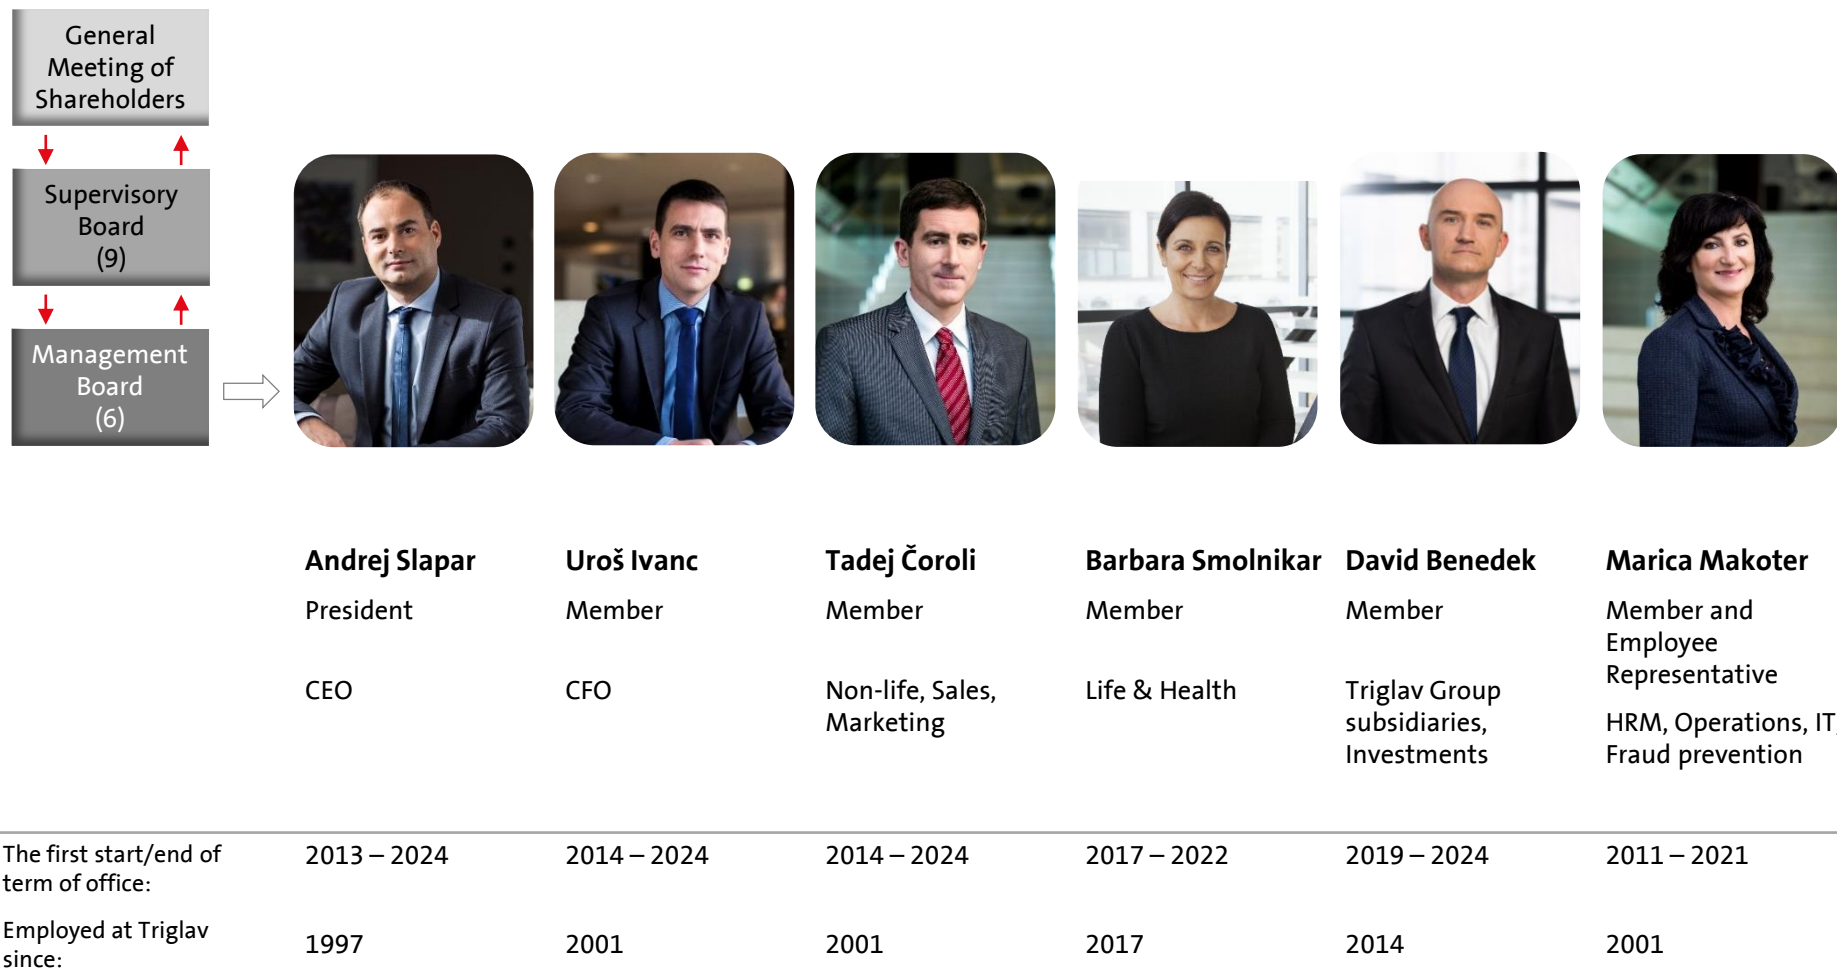 General
Meeting of
Shareholders
Supervisory
Board
(9)
Management
Board
(6)
Andrej Slapar
President
CEO
Uroš Ivanc
Member
CFO
Tadej Čoroli
Member
Non-life, Sales,
Marketing
Barbara Smolnikar
Member
Life & Health
David Benedek
Member
Triglav Group
subsidiaries,
Investments
Marica Makoter
Member and
Employee
Representative
HRM, Operations, IT,
Fraud prevention
The first start/end of
term of office:
2013 – 2024
2014 – 2024
2014 – 2024
2017 – 2022
2019 – 2024
2011 – 2021
Employed at Triglav
since:
1997
2001
2001
2017
2014
2001